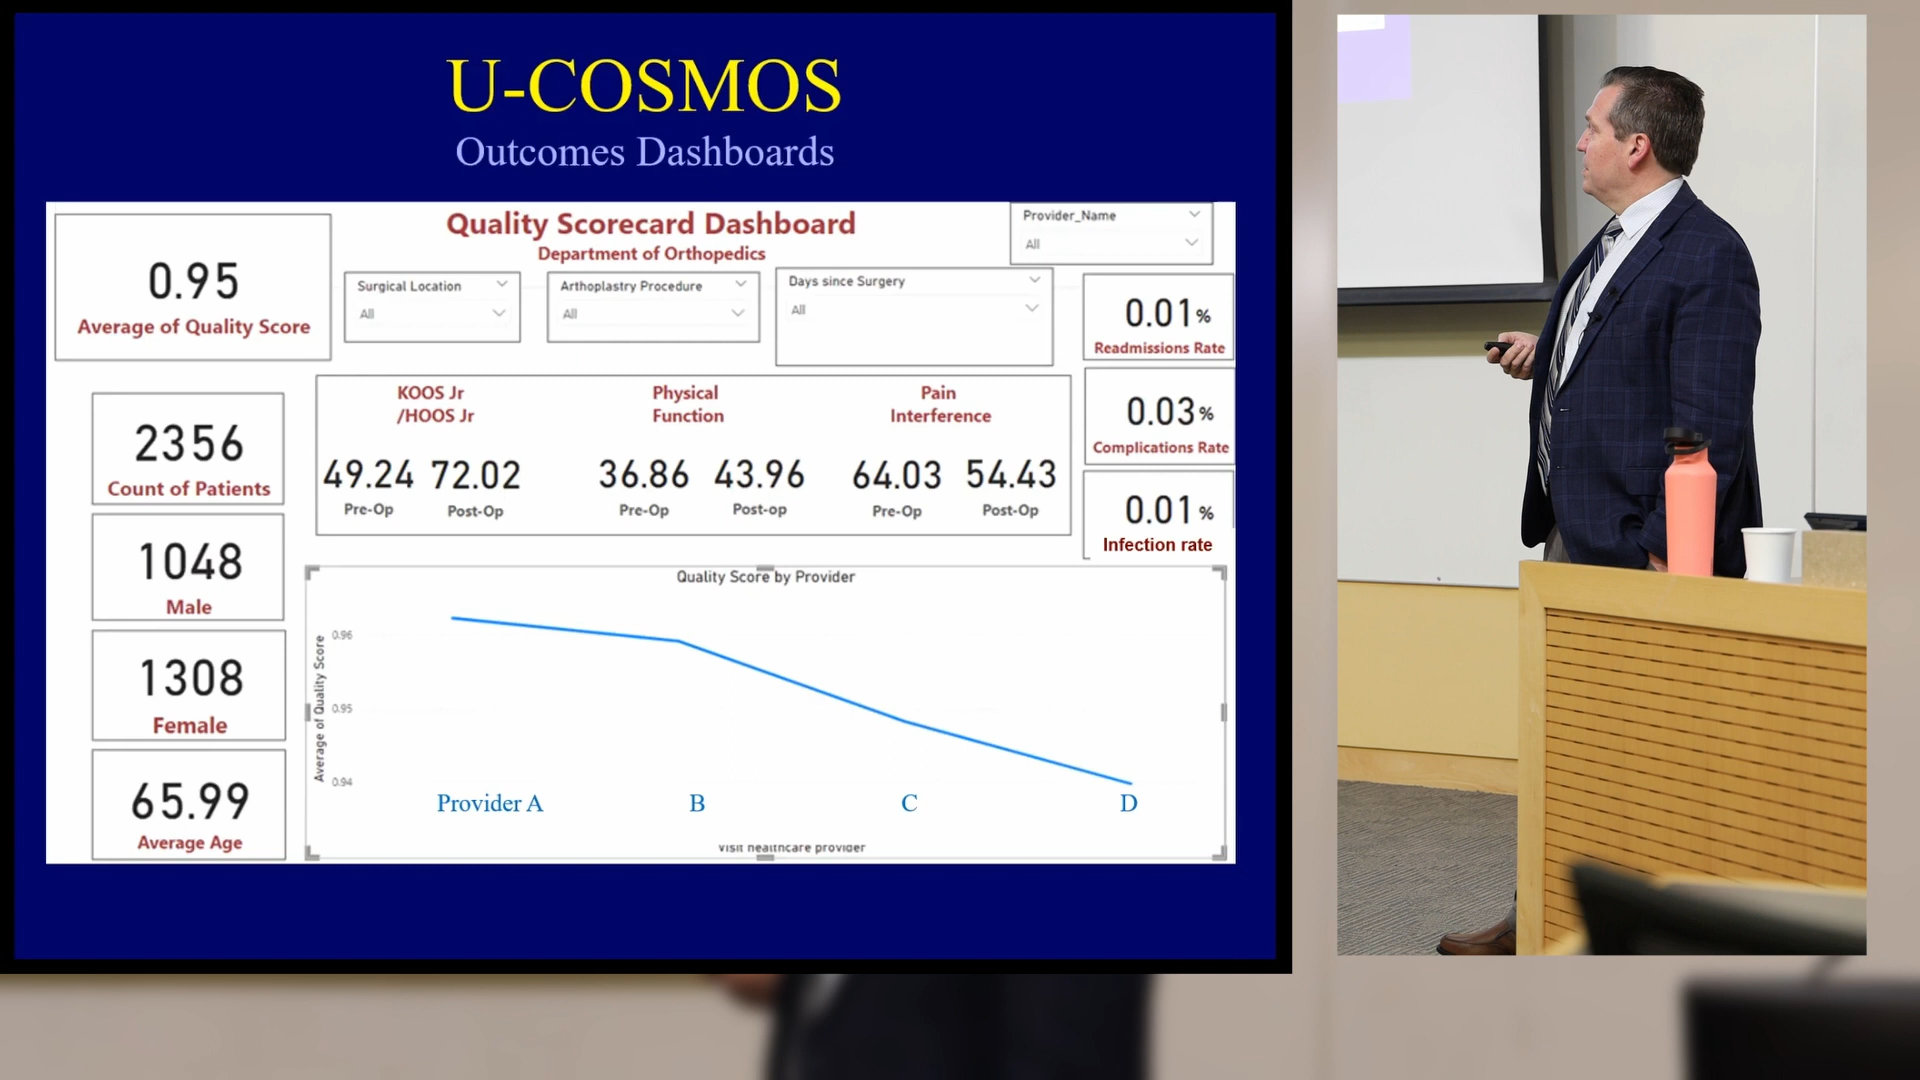 U-COSMOS
Outcomes Dashboards
Quality Scorecard Dashboard
Department of Orthopedics
Provider_Name
All
0.95
Average of Quality Score
Surgical Location
All
Arthoplastry Procedure
All
Days since Surgery
All
0.01%
Readmissions Rate
0.03%
Complications Rate
0.01%
Infection rate
2356
Count of Patients
1048
Male
1308
Female
65.99
Average Age
KOOS Jr
/HOOS Jr
49.24 72.02
Pre-Op Post-Op
Physical
Function
36.86 43.96
Pre-Op Post-op
Pain
Interference
64.03 54.43
Pre-Op Post-Op
Quality Score by Provider
Average of Quality Score
0.96
0.95
0.94
Provider A B C D
Visit healthcare provider